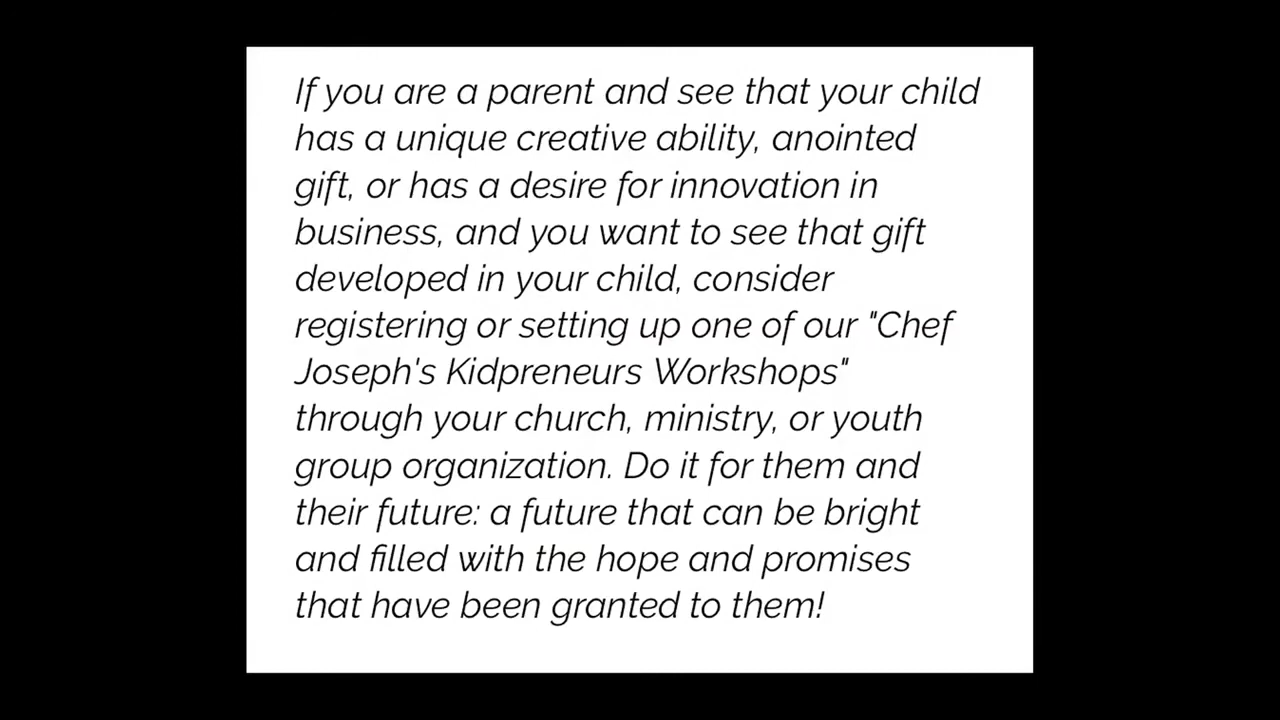 If you are a parent and see that your child
has a unique creative ability, anointed
gift, or has a desire for innovation in
business, and you want to see that gift
developed in your child, consider
registering or setting up one of our "Chef
Joseph's Kidpreneurs Workshops"
through your church, ministry, or youth
group organization. Do it for them and
their future: a future that can be bright
and filled with the hope and promises
that have been granted to them!